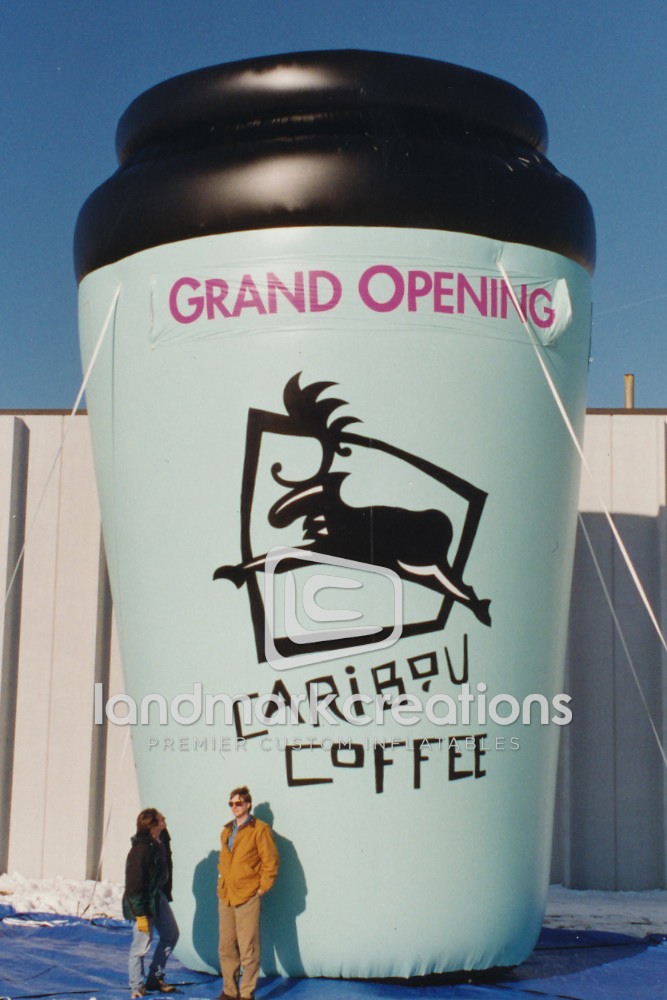 GRAND OPENING
CARIBOU
landmarkcreations
PREMIER CUSTOM INFLATABLES
COFFEE